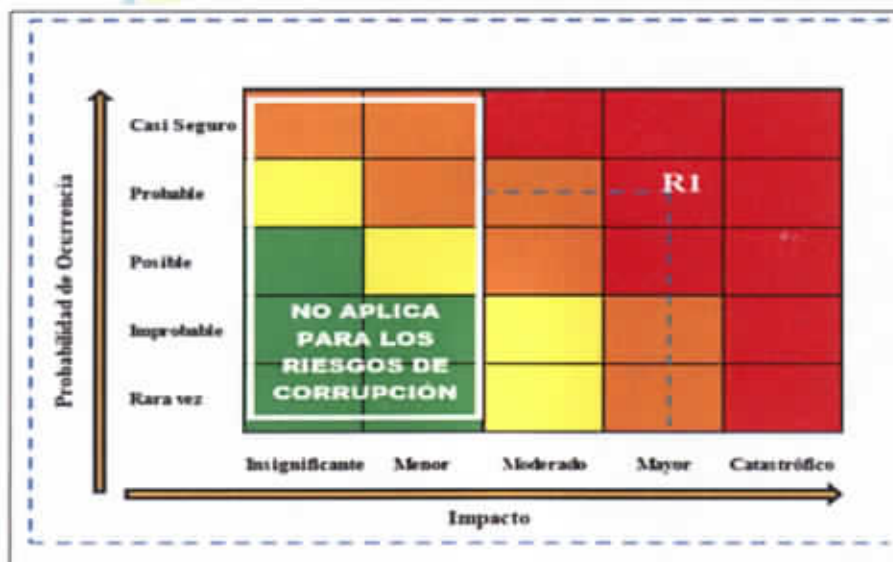 Probabilidad de Ocurrencia
Casi Seguro
Probable
Posible
Improbable
Rara vez
R1
NO APLICA
PARA LOS
RIESGOS DE
CORRUPCIÓN
Insignificante Menor Moderado Mayor Catastrófico
Impacto